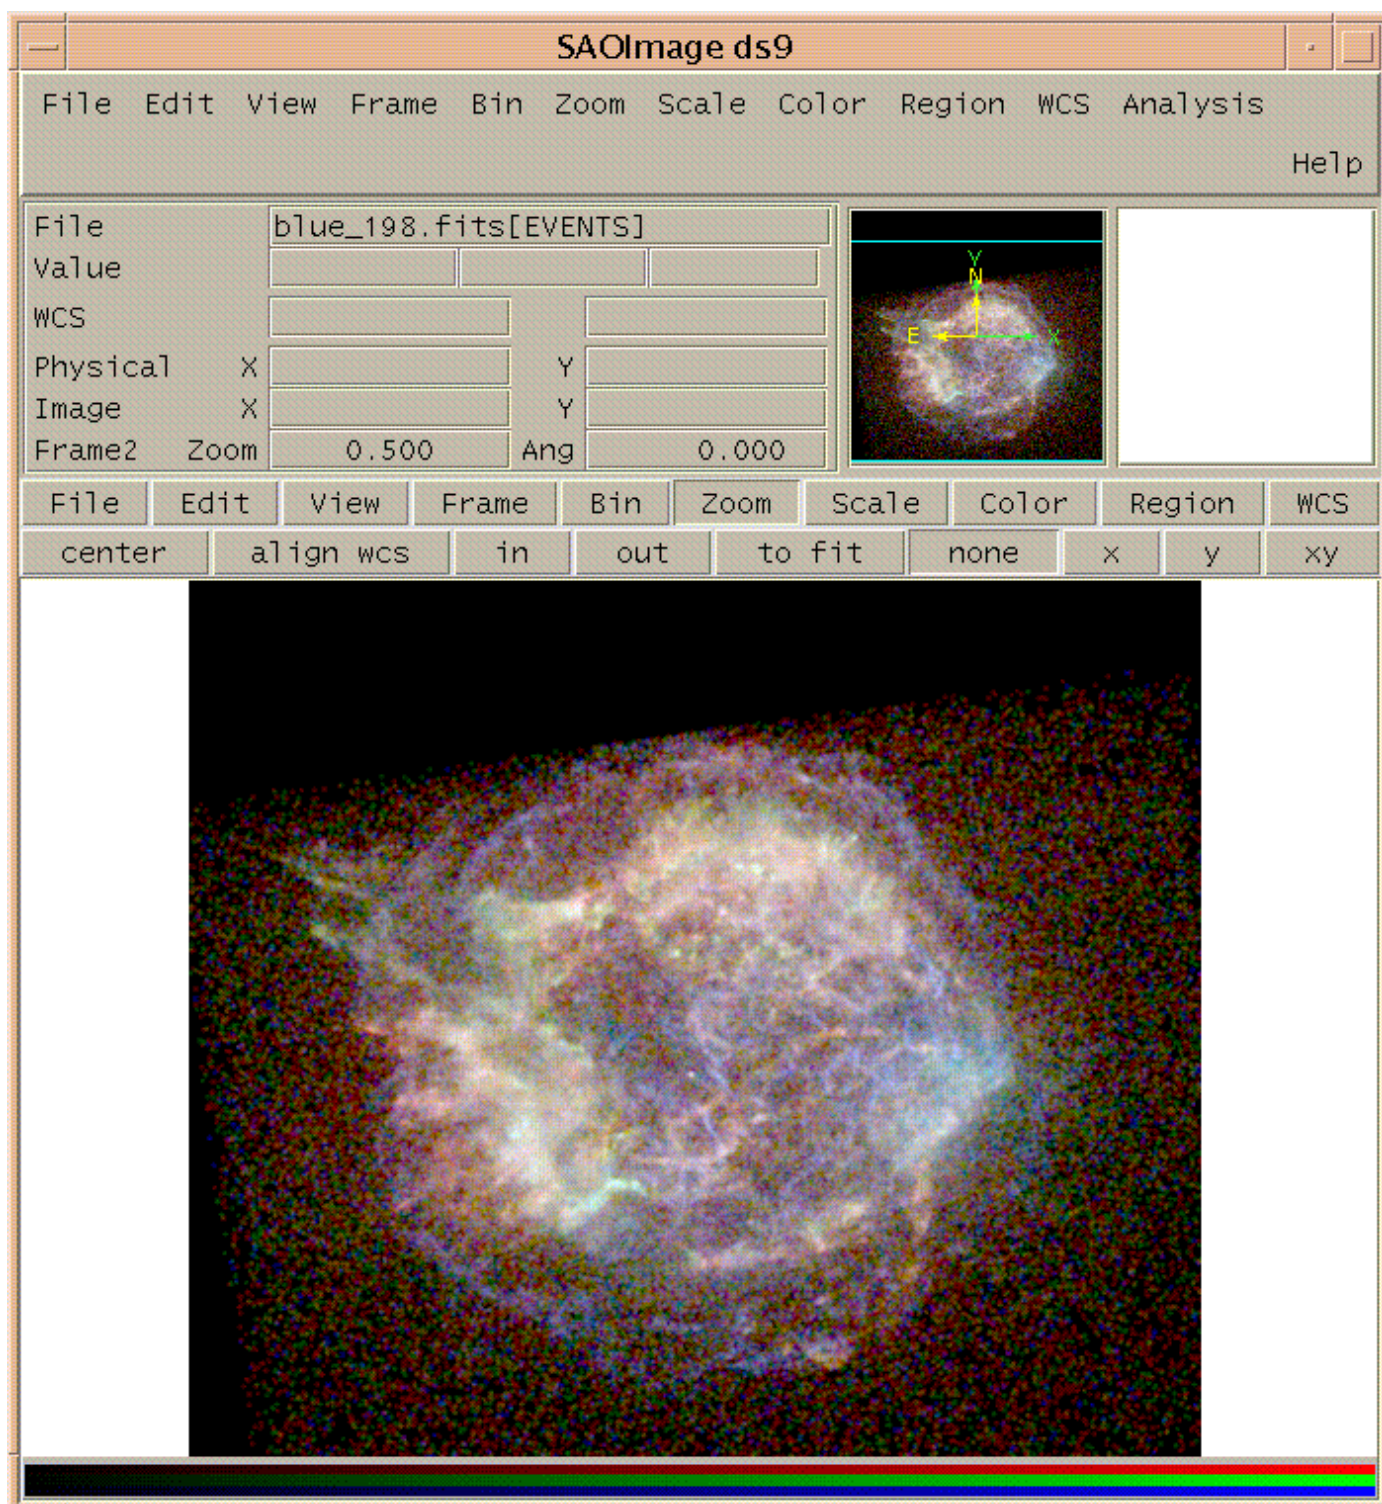 SAOImage ds9
File Edit View Frame Bin Zoom Scale Color Region WCS Analysis
Help
File blue_198.fits[EVENTS]
Value
WCS
Physical X Y
Image X Y
Frame2 Zoom 0.500 Ang 0.000
Y
N
E X
File Edit View Frame Bin Zoom Scale Color Region WCS
center align wcs in out to fit none x y xy